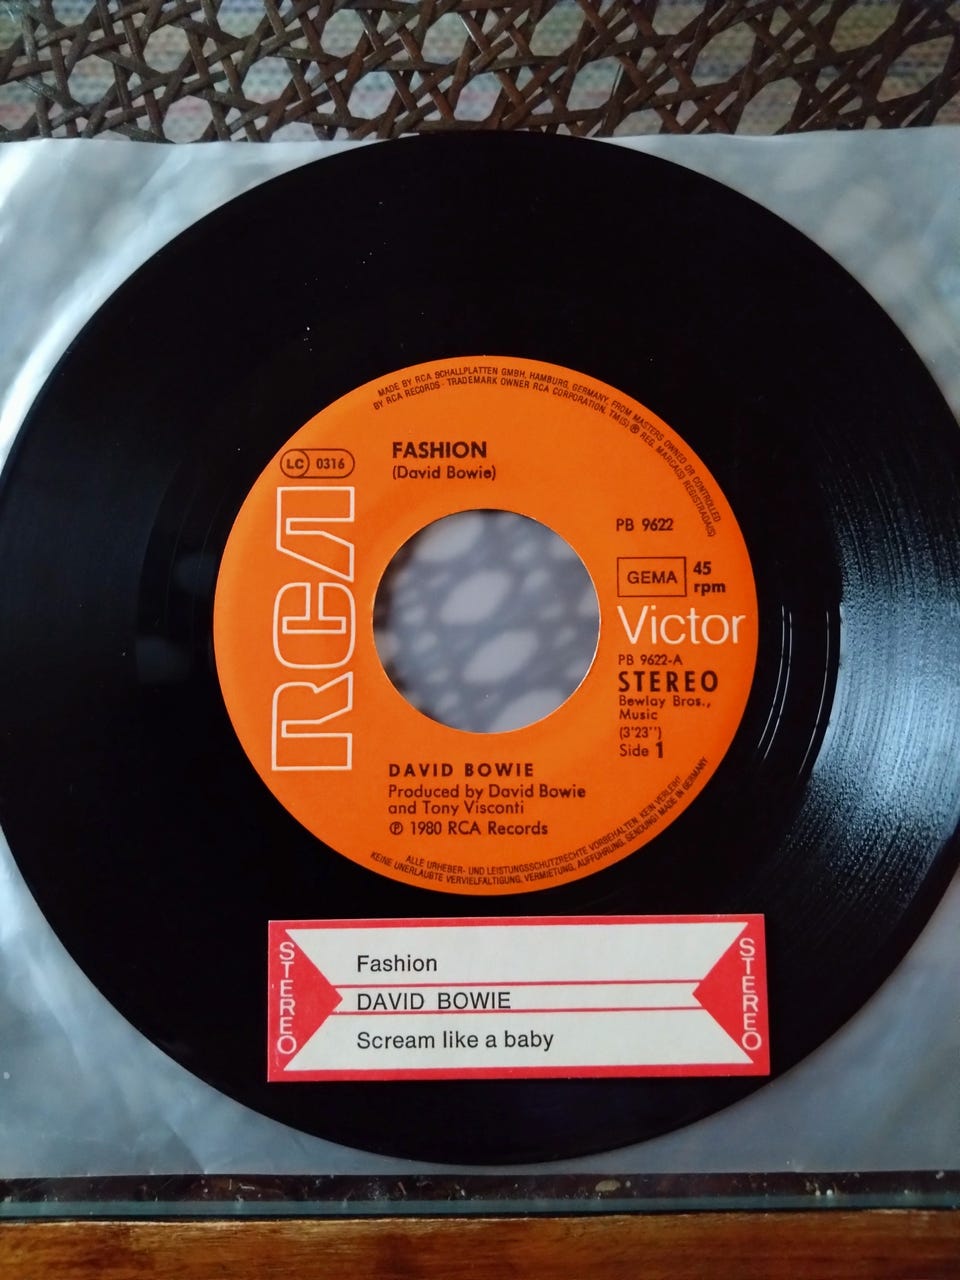 MADE BY RCA SCHALLPLATTEN GMBH, HAMBURG, GERMANY, FROM MASTERS OWNED OR CONTROLLED
BY RCA RECORDS · TRADEMARK OWNER RCA CORPORATION, TM(S) ® REG. MARCA(S) REGISTRADA(S)
LC 0316
FASHION
(David Bowie)
RCA
PB 9622
GEMA
45
rpm
Victor
PB 9622-A
STEREO
Bewlay Bros.,
Music
(3'23'')
Side 1
DAVID BOWIE
Produced by David Bowie
and Tony Visconti
℗ 1980 RCA Records
ALLE URHEBER- UND LEISTUNGSSCHUTZRECHTE VORBEHALTEN. KEIN VERLEIH!
KEINE UNERLAUBTE VERVIELFÄLTIGUNG, VERMIETUNG, AUFFÜHRUNG, SENDUNG! MADE IN GERMANY
STEREO
Fashion
DAVID BOWIE
Scream like a baby
STEREO